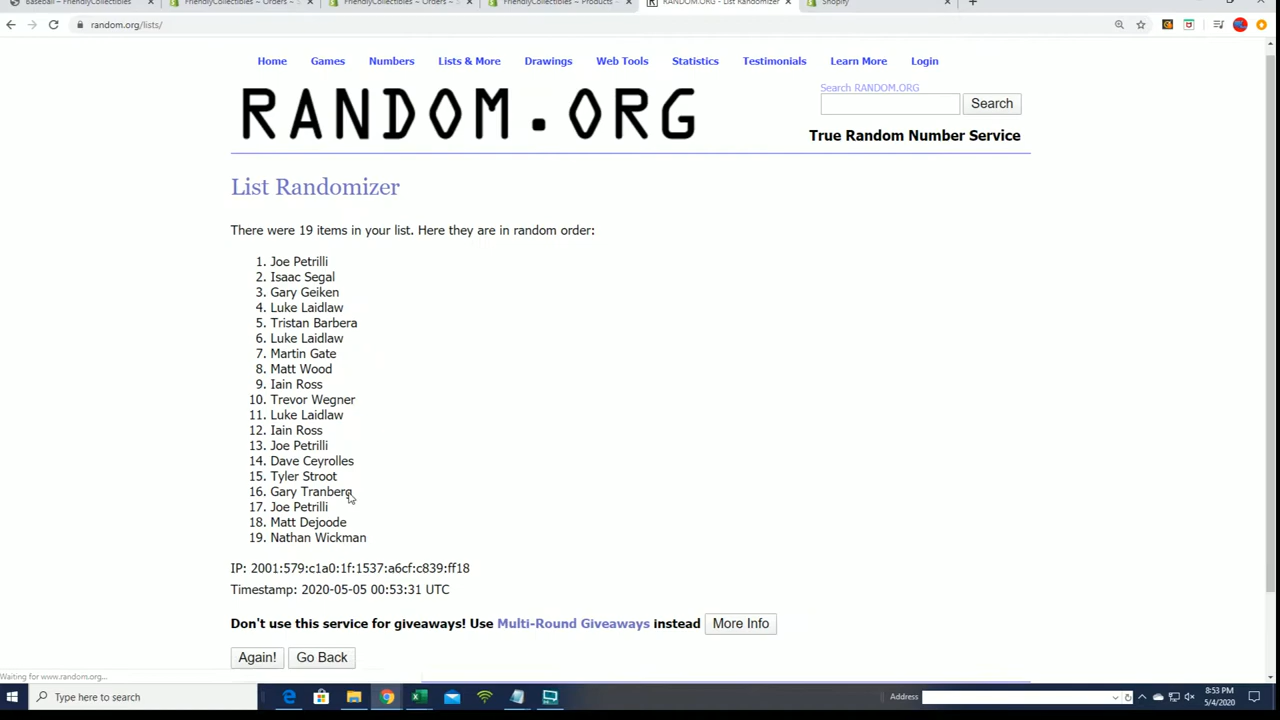 Baseball – FriendlyCollectibles
FriendlyCollectibles ~ Orders ~
FriendlyCollectibles ~ Orders ~
FriendlyCollectibles ~ Products ~
RANDOM.ORG - List Randomizer
Shopify
random.org/lists/
Home Games Numbers Lists & More Drawings Web Tools Statistics Testimonials Learn More Login
RANDOM.ORG
Search RANDOM.ORG
Search
True Random Number Service
List Randomizer
There were 19 items in your list. Here they are in random order:
1. Joe Petrilli
2. Isaac Segal
3. Gary Geiken
4. Luke Laidlaw
5. Tristan Barbera
6. Luke Laidlaw
7. Martin Gate
8. Matt Wood
9. Iain Ross
10. Trevor Wegner
11. Luke Laidlaw
12. Iain Ross
13. Joe Petrilli
14. Dave Ceyrolles
15. Tyler Stroot
16. Gary Tranberg
17. Joe Petrilli
18. Matt Dejoode
19. Nathan Wickman
IP: 2001:579:c1a0:1f:1537:a6cf:c839:ff18
Timestamp: 2020-05-05 00:53:31 UTC
Don't use this service for giveaways! Use Multi-Round Giveaways instead More Info
Again! Go Back
Waiting for www.random.org...
Type here to search
Address
8:53 PM
5/4/2020